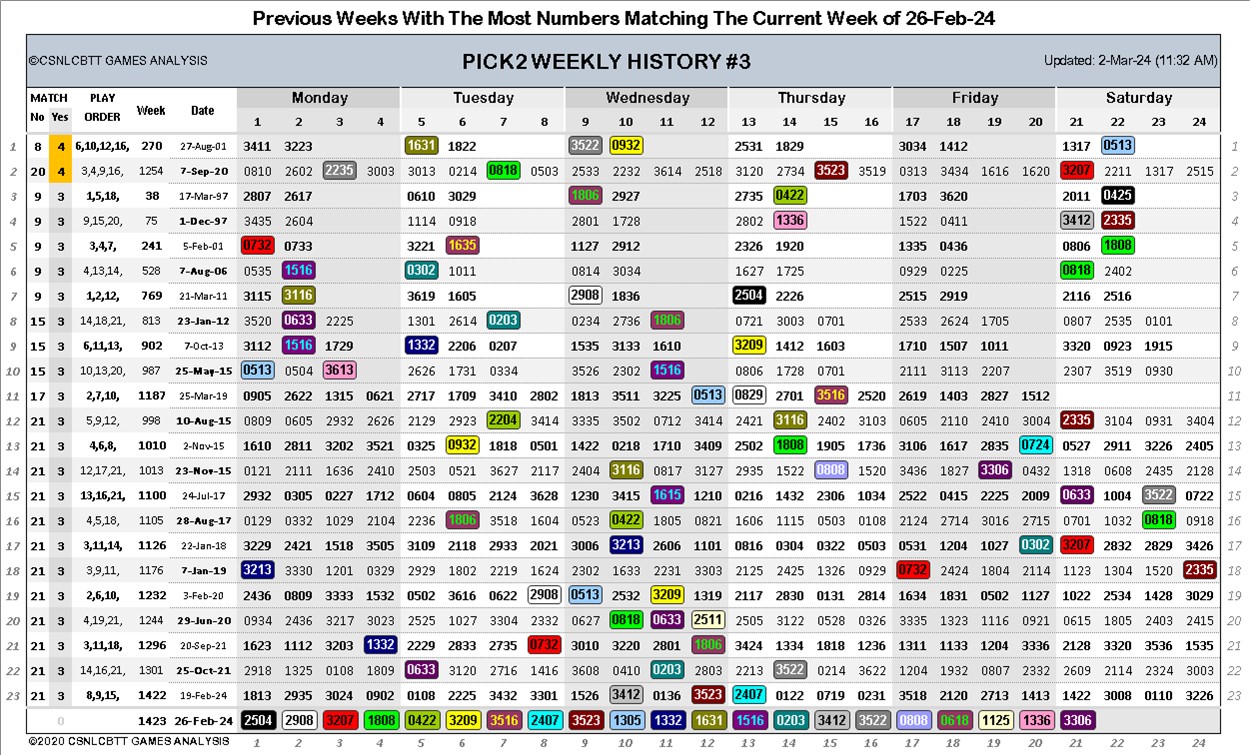 Previous Weeks With The Most Numbers Matching The Current Week of 26-Feb-24
©CSNLCBTT GAMES ANALYSIS PICK2 WEEKLY HISTORY #3 Updated: 2-Mar-24 (11:32 AM)
MATCH PLAY Week Date Monday Tuesday Wednesday Thursday Friday Saturday
No Yes ORDER 1 2 3 4 5 6 7 8 9 10 11 12 13 14 15 16 17 18 19 20 21 22 23 24
1 8 4 6,10,12,16, 270 27-Aug-01 3411 3223 1631 1822 3522 0932 2531 1829 3034 1412 1317 0513 1
2 20 4 3,4,9,16, 1254 7-Sep-20 0810 2602 2235 3003 3013 0214 0818 0503 2533 2232 3614 2518 3120 2734 3523 3519 0313 3434 1616 1620 3207 2211 1317 2515 2
3 9 3 1,5,18, 38 17-Mar-97 2807 2617 0610 3029 1806 2927 2735 0422 1703 3620 2011 0425 3
4 9 3 9,15,20, 75 1-Dec-97 3435 2604 1114 0918 2801 1728 2802 1336 1522 0411 3412 2335 4
5 9 3 3,4,7, 241 5-Feb-01 0732 0733 3221 1635 1127 2912 2326 1920 1335 0436 0806 1808 5
6 9 3 4,13,14, 528 7-Aug-06 0535 1516 0302 1011 0814 3034 1627 1725 0929 0225 0818 2402 6
7 9 3 1,2,12, 769 21-Mar-11 3115 3116 3619 1605 2908 1836 2504 2226 2515 2919 2116 2516 7
8 15 3 14,18,21, 813 23-Jan-12 3520 0633 2225 1301 2614 0203 0234 2736 1806 0721 3003 0701 2533 2624 1705 0807 2535 0101 8
9 15 3 6,11,13, 902 7-Oct-13 3112 1516 1729 1332 2206 0207 1535 3133 1610 3209 1412 1603 1710 1507 1011 3320 0923 1915 9
10 15 3 10,13,20, 987 25-May-15 0513 0504 3613 2626 1731 0334 3526 2302 1516 0806 1728 0701 2111 3113 2207 2307 3519 0930 10
11 17 3 2,7,10, 1187 25-Mar-19 0905 2622 1315 0621 2717 1709 3410 2802 1813 3511 3225 0513 0829 2701 3516 2520 2619 1403 2827 1512 11
12 21 3 5,9,12, 998 10-Aug-15 0809 0605 2932 2626 2129 2923 2204 3414 3335 3502 0712 3414 2421 3116 2402 3103 0605 2110 2410 3004 2335 3104 0931 3404 12
13 21 3 4,6,8, 1010 2-Nov-15 1610 2811 3202 3521 0325 0932 1818 0501 1422 0218 1710 3409 2502 1808 1905 1736 3106 1617 2835 0724 0527 2911 3226 2405 13
14 21 3 12,17,21, 1013 23-Nov-15 0121 2111 1636 2410 2503 0521 3627 2117 2404 3116 0817 3127 2935 1522 0808 1520 3436 1827 3306 0432 1318 0608 2435 2128 14
15 21 3 13,16,21, 1100 24-Jul-17 2932 0305 0227 1712 0604 0805 2124 3628 1230 3415 1615 1210 0216 1432 2306 1034 2522 0415 2225 2009 0633 1004 3522 0722 15
16 21 3 4,5,18, 1105 28-Aug-17 0129 0332 1029 2104 2236 1806 3518 1604 0523 0422 1805 0821 1606 1115 0503 0108 2124 2714 3016 2715 0701 1032 0818 0918 16
17 21 3 3,11,14, 1126 22-Jan-18 3229 2421 1518 3505 3109 2118 2933 2021 3006 3213 2606 1101 0816 0304 0322 0503 0531 1204 1027 0302 3207 2832 2829 3426 17
18 21 3 3,9,11, 1176 7-Jan-19 3213 3330 1201 0329 2929 1802 2219 1624 2302 1633 2231 3303 2125 2425 1326 0929 0732 2424 1804 2114 1123 1304 1520 2335 18
19 21 3 2,6,10, 1232 3-Feb-20 2436 0809 3333 1532 0502 3616 0622 2908 0513 2532 3209 1319 2117 2830 0131 2814 1634 1831 0502 1127 1022 2534 1428 3029 19
20 21 3 4,19,21, 1244 29-Jun-20 0934 2436 3217 3023 2525 1027 3304 2332 0627 0818 0633 2511 2505 3122 0528 0326 3335 1323 1116 0921 0615 1805 2403 2415 20
21 21 3 3,11,18, 1296 20-Sep-21 1623 1112 3203 1332 2229 2833 2735 0732 3010 3220 2801 1806 3424 1334 1818 1236 1311 1133 1204 3336 2128 3320 3536 1535 21
22 21 3 14,16,21, 1301 25-Oct-21 2918 1325 0108 1809 0633 3120 2716 1416 3608 0410 0203 2803 2213 3522 0214 3622 1204 1932 0807 2332 2609 2114 2324 3003 22
23 21 3 8,9,15, 1422 19-Feb-24 1813 2935 3024 0902 0108 2225 3432 3301 1526 3412 0136 3523 2407 0122 0719 0231 3518 2120 2713 1413 1422 3008 0110 3226 23
0 1423 26-Feb-24 2504 2908 3207 1808 0422 3209 3516 2407 3523 1305 1332 1631 1516 0203 3412 3522 0808 0618 1125 1336 3306
©2020 CSNLCBTT GAMES ANALYSIS 1 2 3 4 5 6 7 8 9 10 11 12 13 14 15 16 17 18 19 20 21 22 23 24